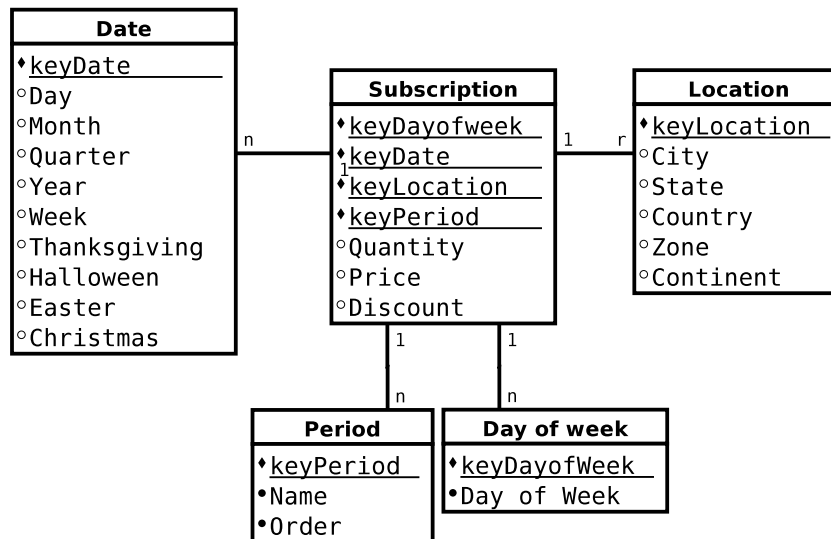 Date
keyDate
Day
Month
Quarter
Year
Week
Thanksgiving
Halloween
Easter
Christmas
n
1
Subscription
keyDayofweek
keyDate
keyLocation
keyPeriod
Quantity
Price
Discount
1
r
Location
keyLocation
City
State
Country
Zone
Continent
1
n
1
n
Period
keyPeriod
Name
Order
Day of week
keyDayofWeek
Day of Week